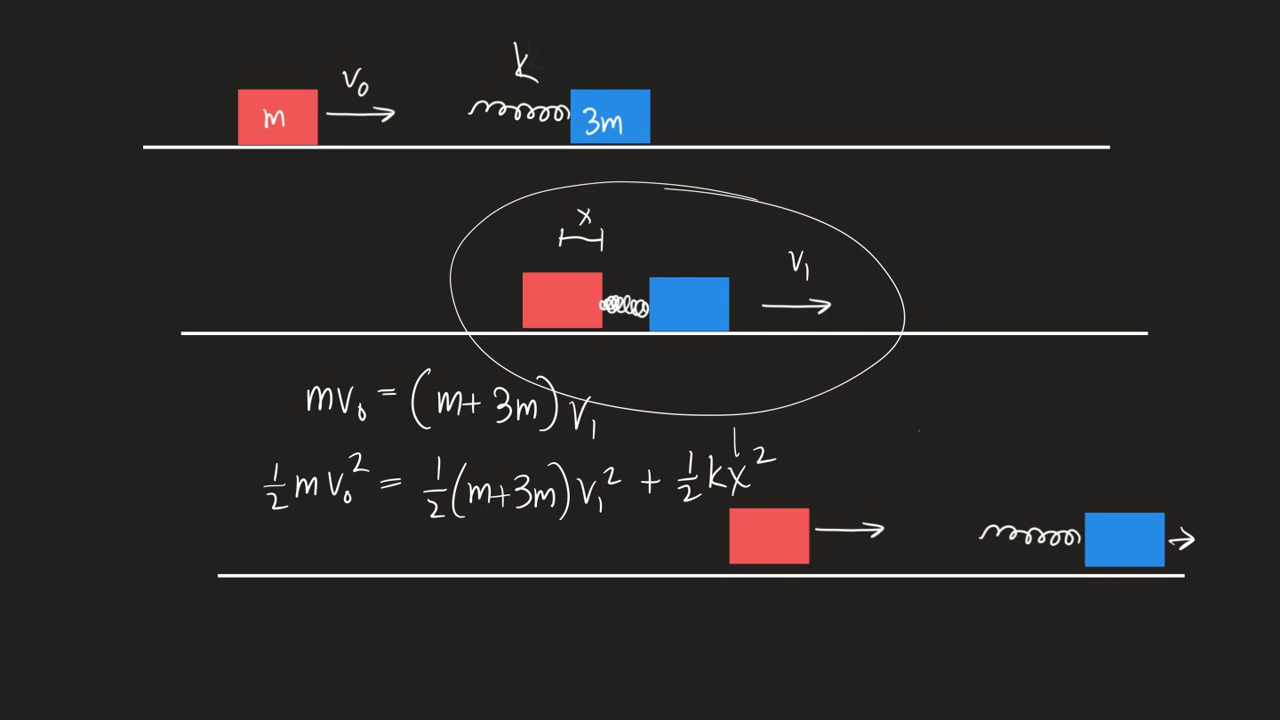 k
v₀
m
3m
x
v₁
mv₀ = (m+3m)v₁
½mv₀² = ½(m+3m)v₁² + ½kx²